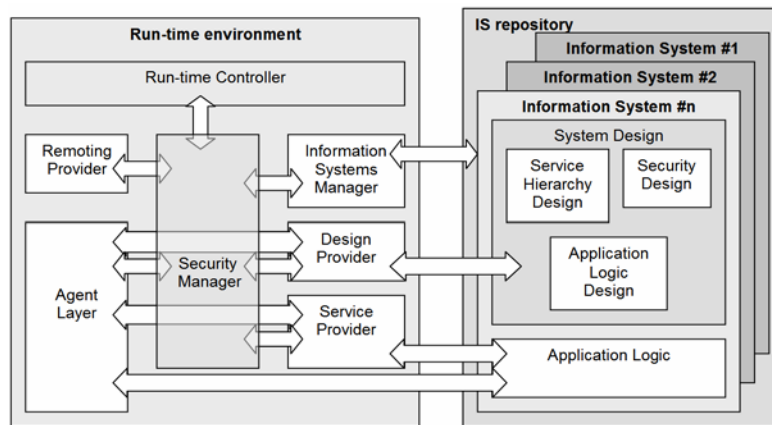 Run-time environment
Run-time Controller
Remoting
Provider
Security
Manager
Information
Systems
Manager
Agent
Layer
Design
Provider
Service
Provider
IS repository
Information System #1
Information System #2
Information System #n
System Design
Service
Hierarchy
Design
Security
Design
Application
Logic
Design
Application Logic